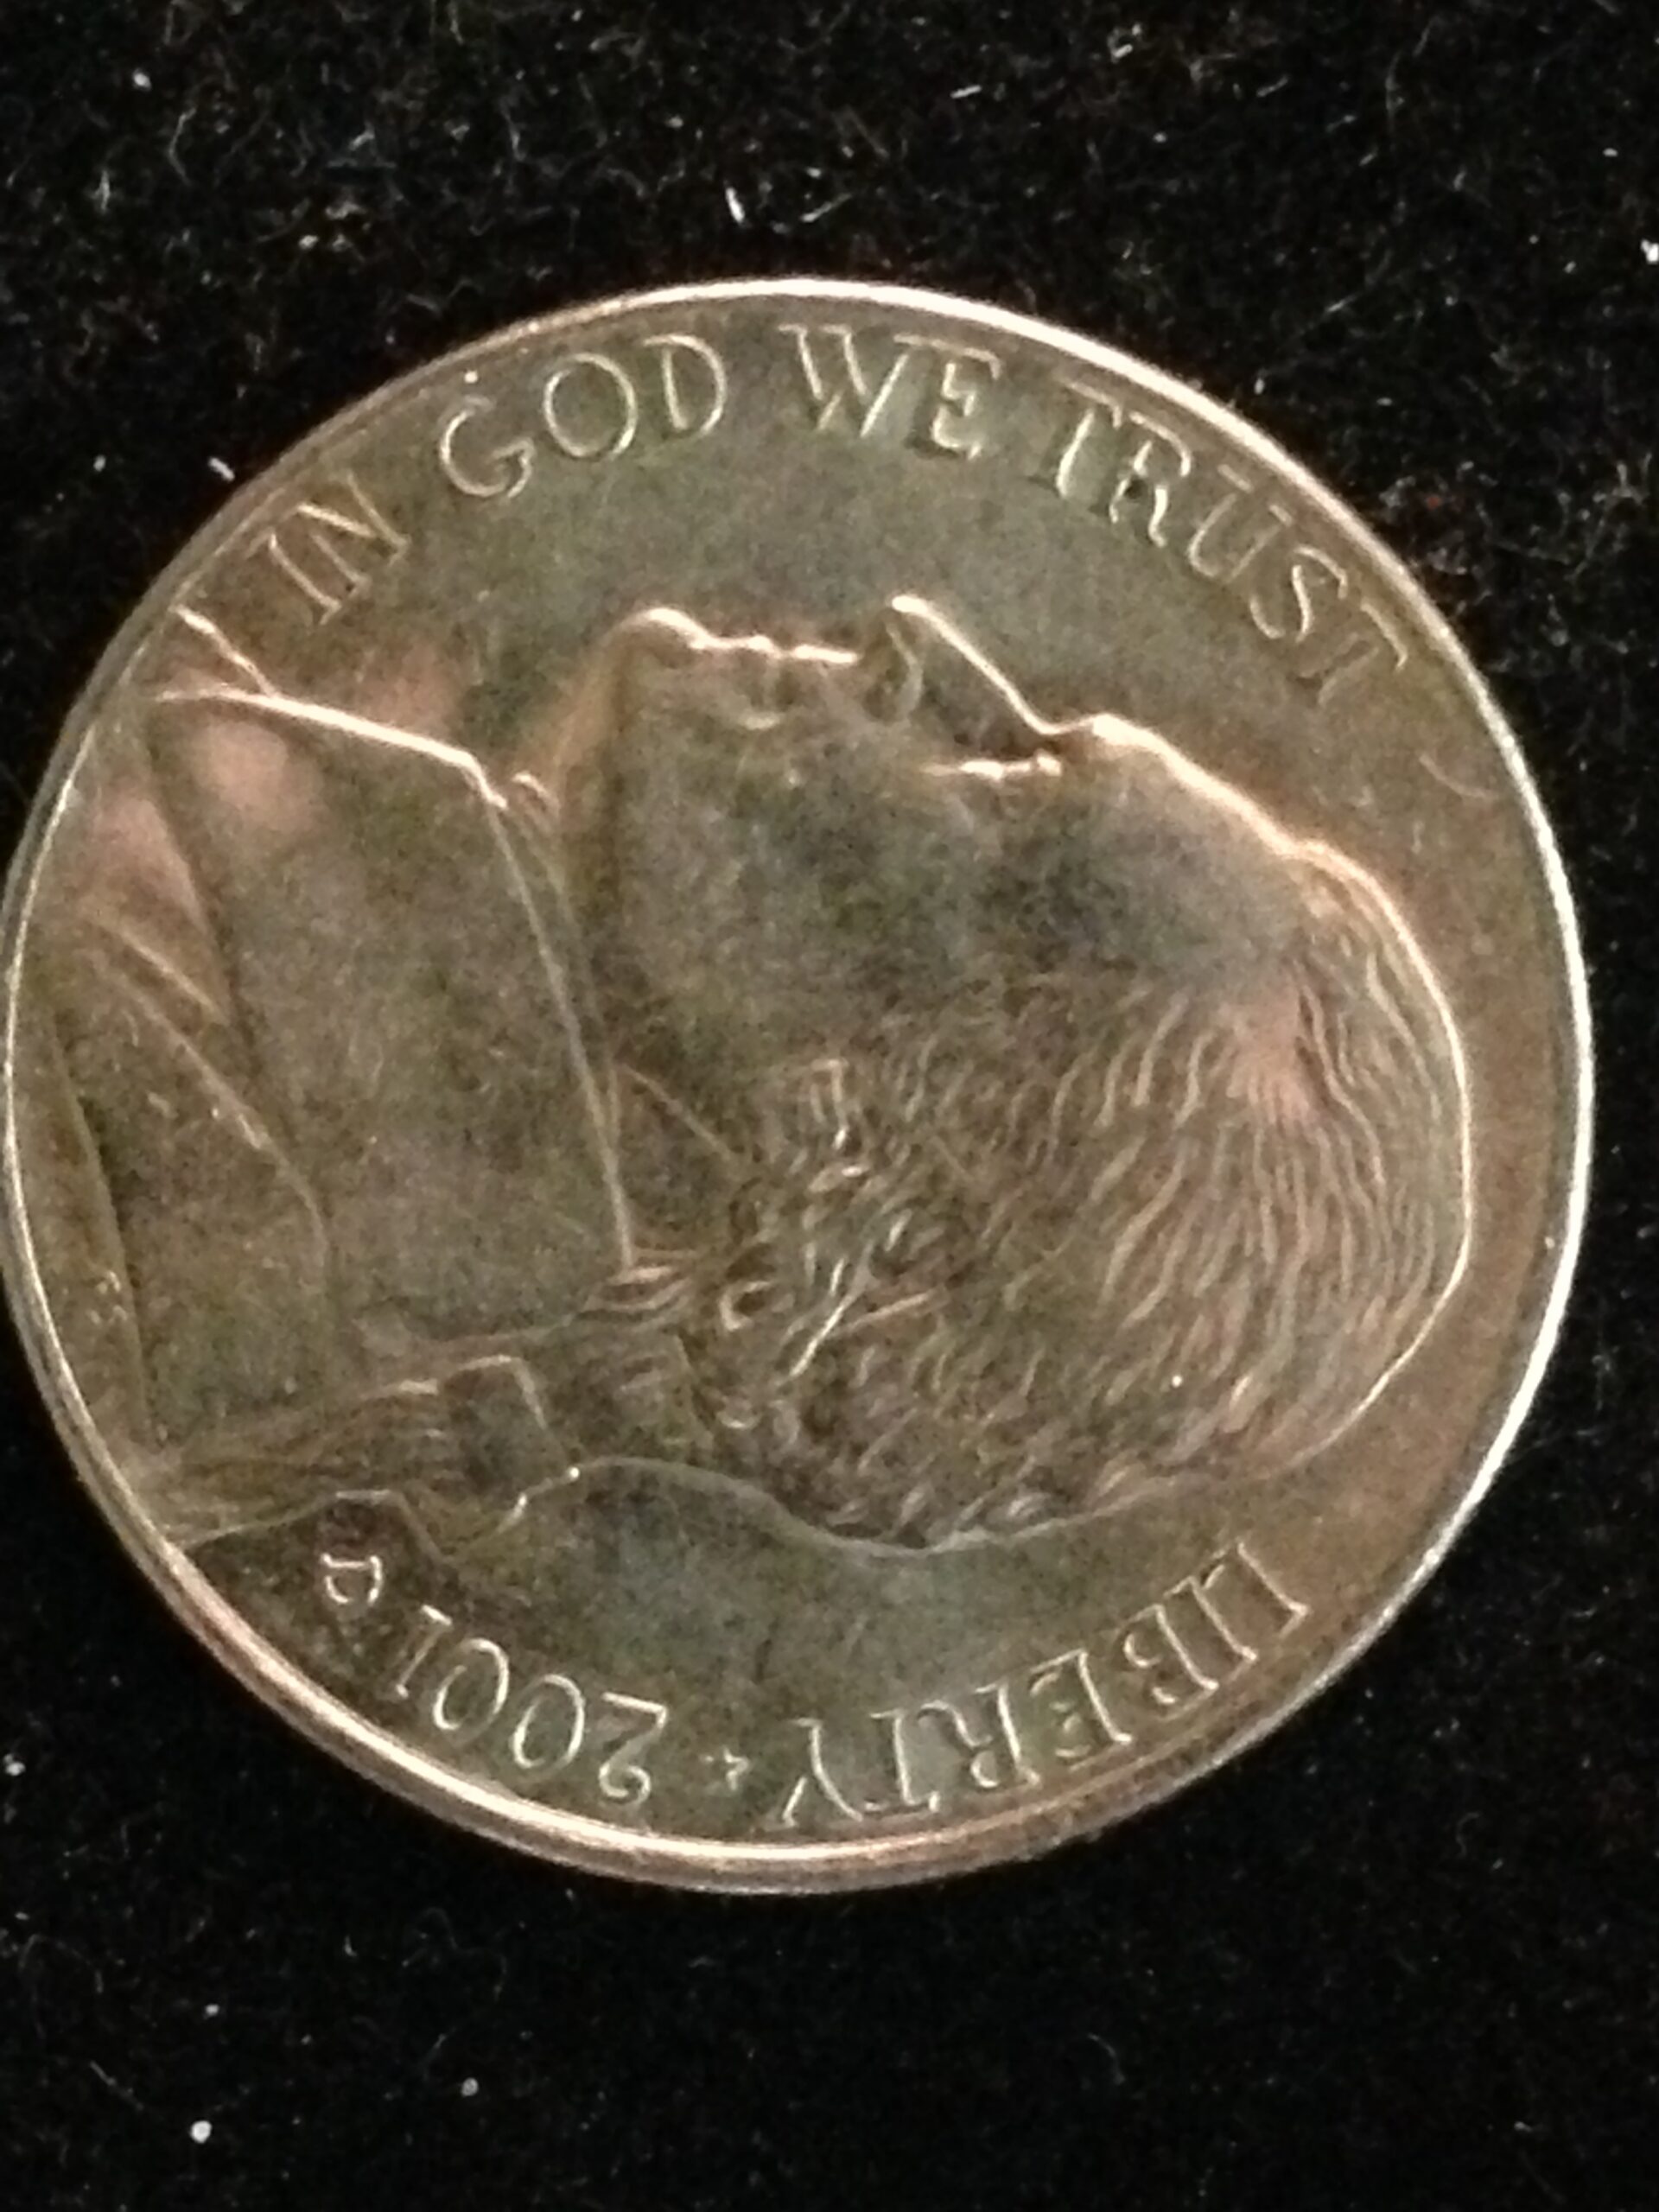 IN GOD WE TRUST
LIBERTY * 2001
D